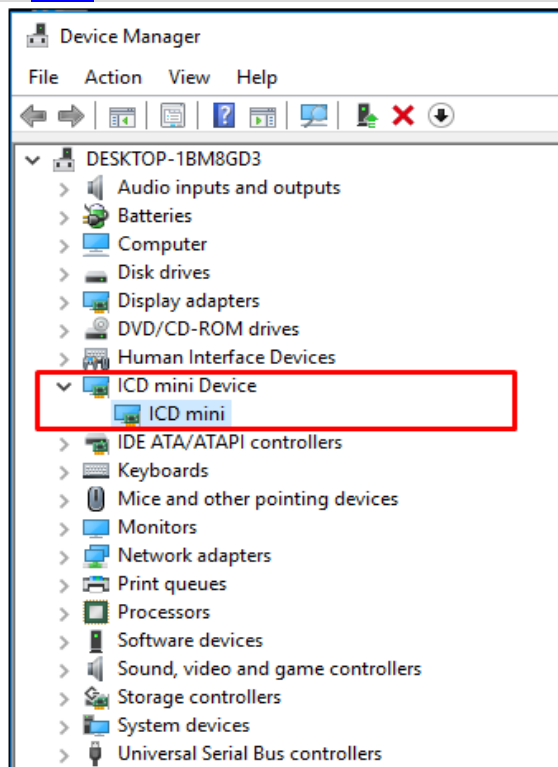 Device Manager
File Action View Help
DESKTOP-1BM8GD3
Audio inputs and outputs
Batteries
Computer
Disk drives
Display adapters
DVD/CD-ROM drives
Human Interface Devices
ICD mini Device
ICD mini
IDE ATA/ATAPI controllers
Keyboards
Mice and other pointing devices
Monitors
Network adapters
Print queues
Processors
Software devices
Sound, video and game controllers
Storage controllers
System devices
Universal Serial Bus controllers